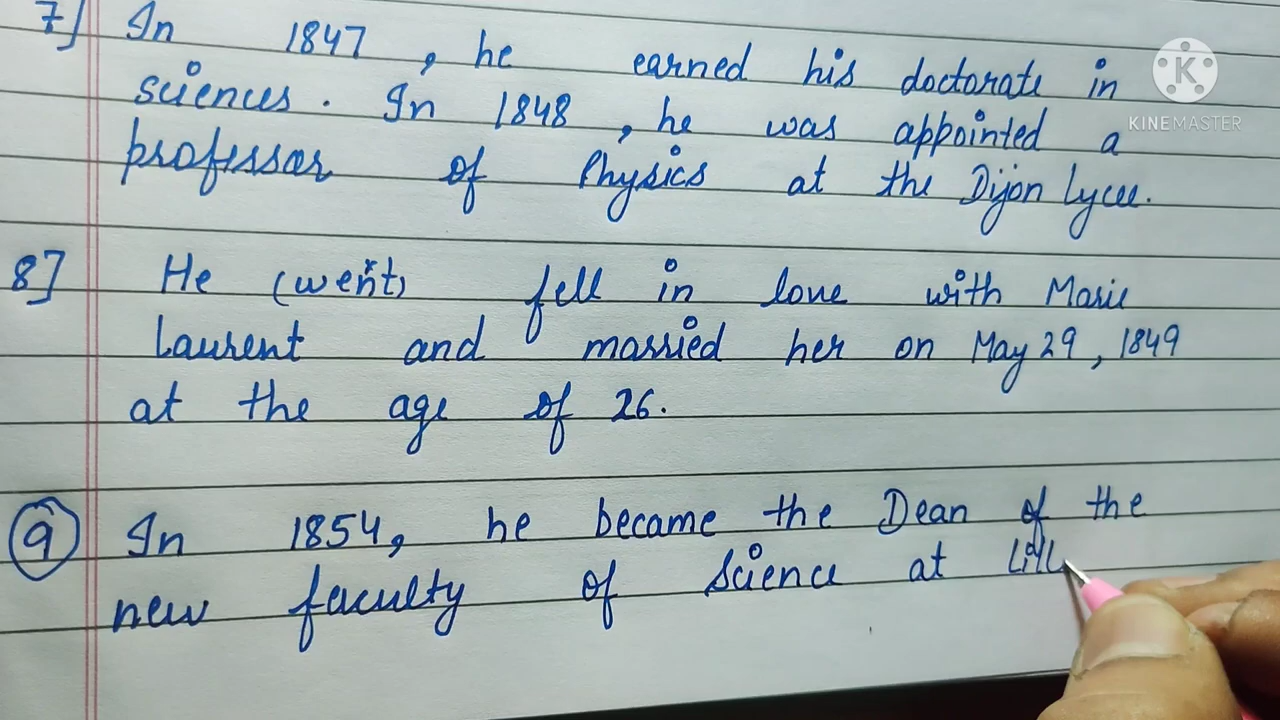 7] In 1847, he earned his doctorate in
sciences. In 1848, he was appointed a
professor of Physics at the Dijon Lycee.
8] He (went) fell in love with Marie
Laurent and married her on May 29, 1849
at the age of 26.
9 In 1854, he became the Dean of the
new faculty of Science at Lill
K
KINEMASTER